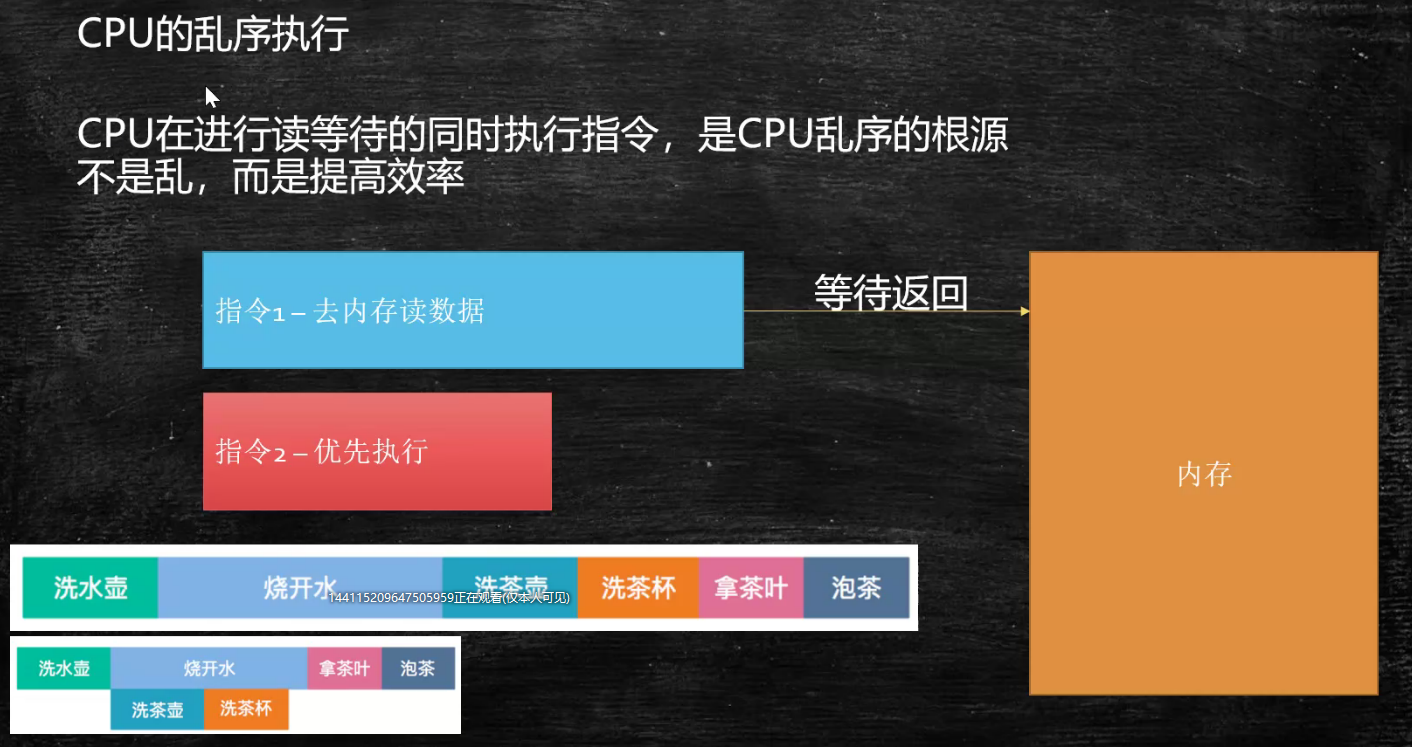 CPU的乱序执行
CPU在进行读等待的同时执行指令，是CPU乱序的根源
不是乱，而是提高效率
指令1 – 去内存读数据
等待返回
指令2 – 优先执行
内存
洗水壶 烧开水 洗茶壶 洗茶杯 拿茶叶 泡茶
144115209647505959正在观看(仅本人可见)
洗水壶 烧开水 拿茶叶 泡茶
洗茶壶 洗茶杯